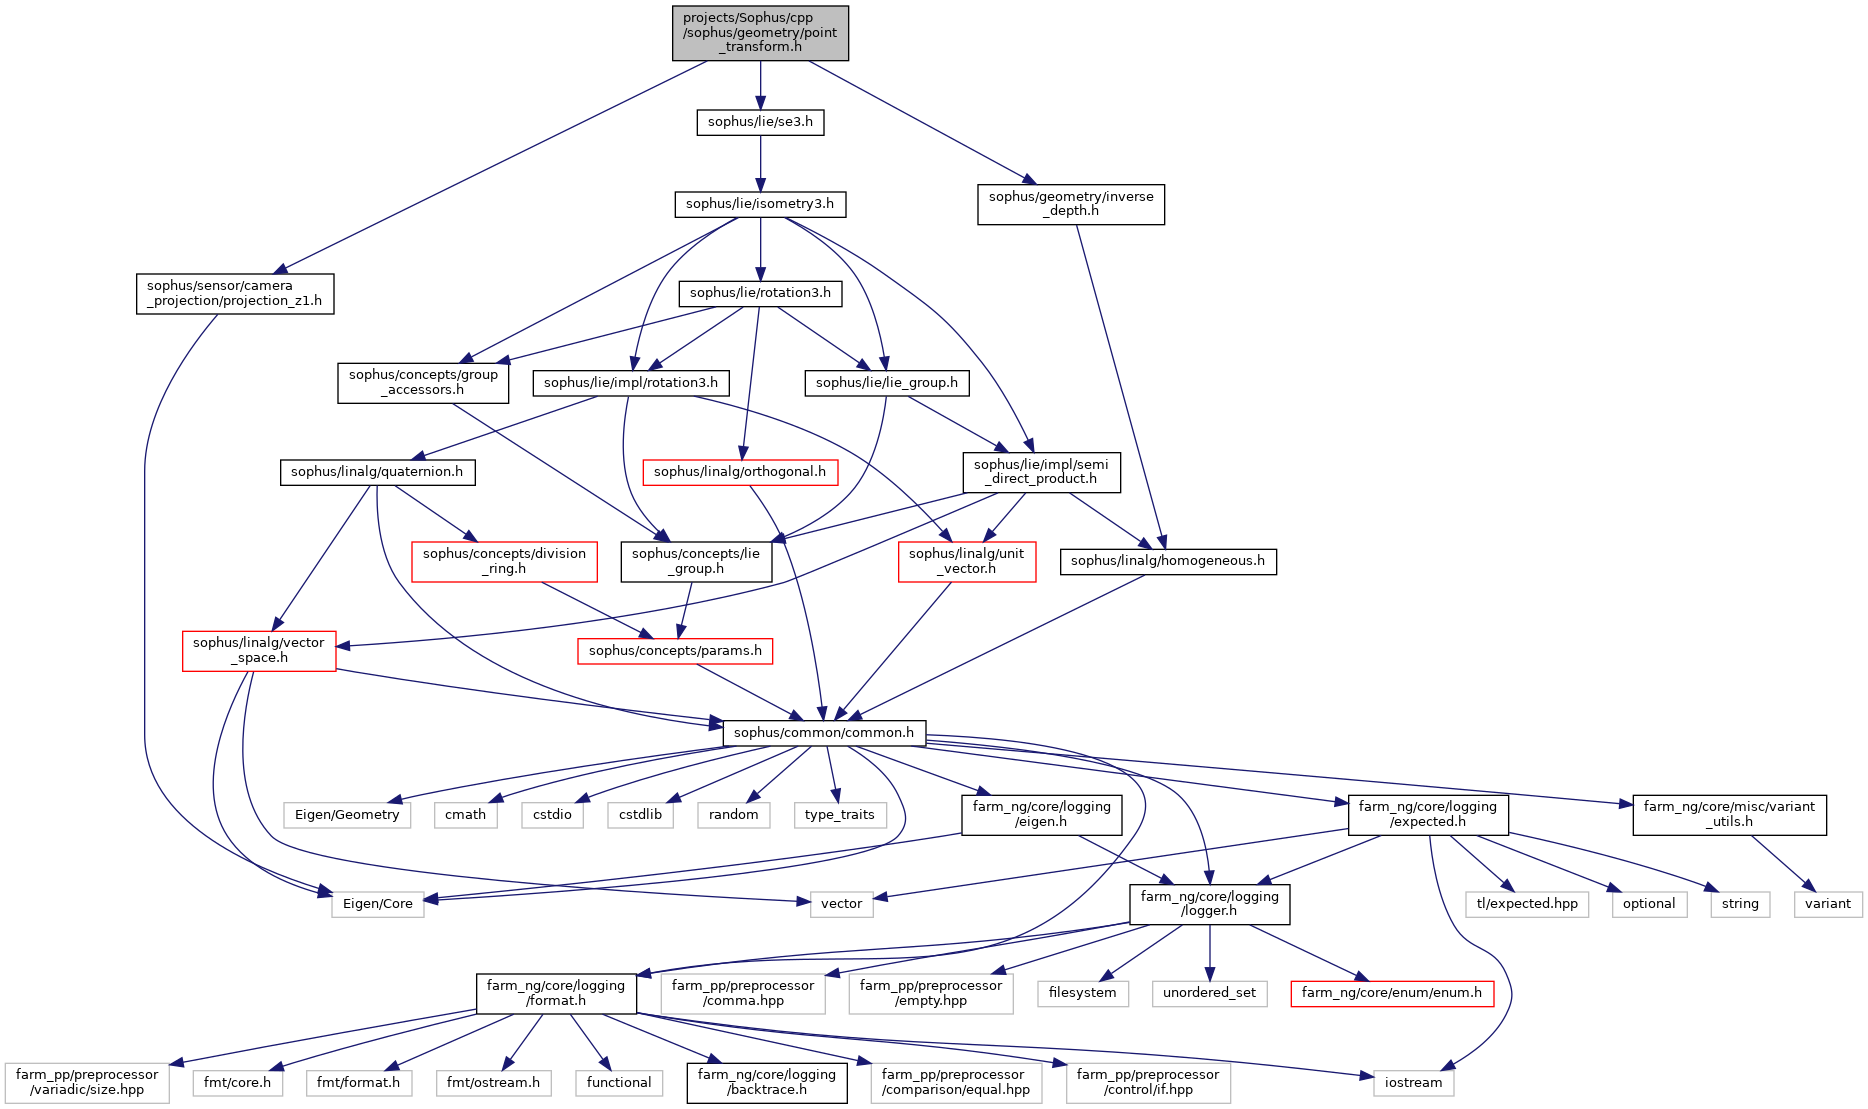 projects/Sophus/cpp
/sophus/geometry/point
_transform.h
sophus/lie/se3.h
sophus/lie/isometry3.h
sophus/geometry/inverse
_depth.h
sophus/sensor/camera
_projection/projection_z1.h
sophus/lie/rotation3.h
sophus/concepts/group
_accessors.h
sophus/lie/impl/rotation3.h
sophus/lie/lie_group.h
sophus/linalg/quaternion.h
sophus/linalg/orthogonal.h
sophus/lie/impl/semi
_direct_product.h
sophus/concepts/division
_ring.h
sophus/concepts/lie
_group.h
sophus/linalg/unit
_vector.h
sophus/linalg/homogeneous.h
sophus/linalg/vector
_space.h
sophus/concepts/params.h
sophus/common/common.h
Eigen/Geometry
cmath
cstdio
cstdlib
random
type_traits
farm_ng/core/logging
/eigen.h
farm_ng/core/logging
/expected.h
farm_ng/core/misc/variant
_utils.h
Eigen/Core
vector
farm_ng/core/logging
/logger.h
tl/expected.hpp
optional
string
variant
farm_ng/core/logging
/format.h
farm_pp/preprocessor
/comma.hpp
farm_pp/preprocessor
/empty.hpp
filesystem
unordered_set
farm_ng/core/enum/enum.h
farm_pp/preprocessor
/variadic/size.hpp
fmt/core.h
fmt/format.h
fmt/ostream.h
functional
farm_ng/core/logging
/backtrace.h
farm_pp/preprocessor
/comparison/equal.hpp
farm_pp/preprocessor
/control/if.hpp
iostream